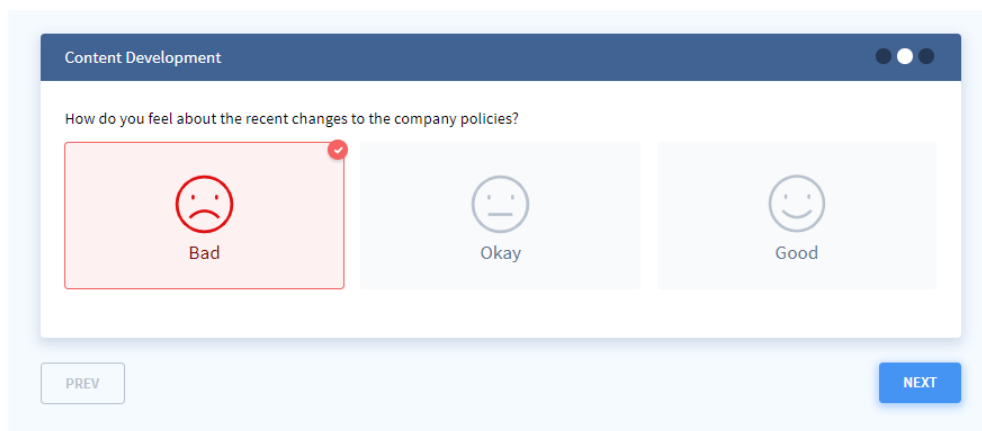 Content Development
How do you feel about the recent changes to the company policies?
Bad
Okay
Good
PREV
NEXT